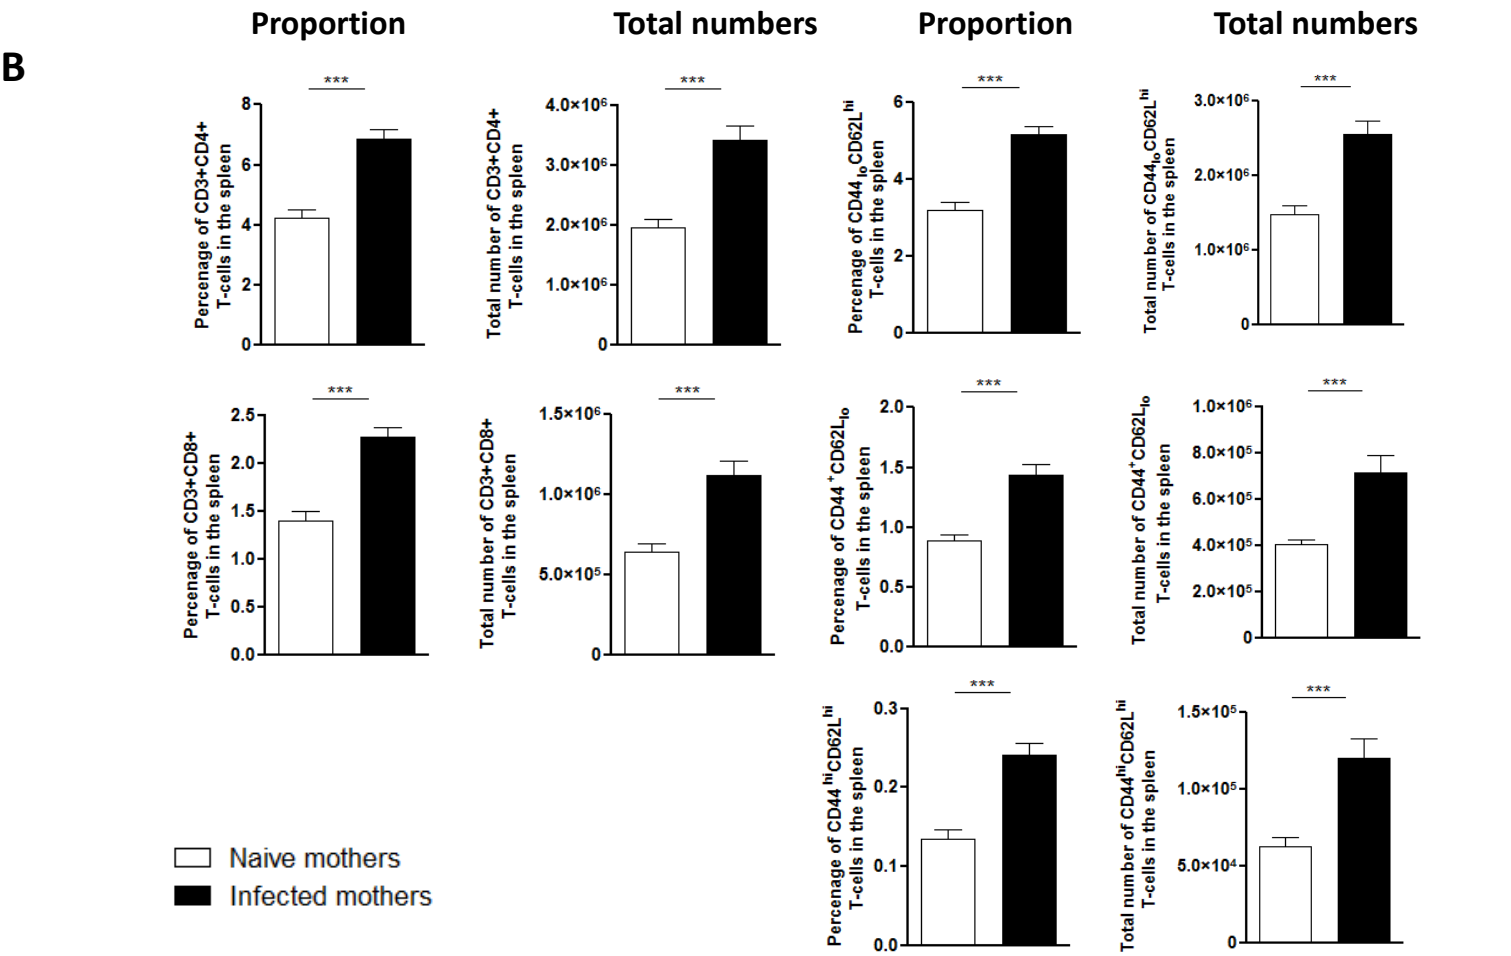 Proportion
Total numbers
Proportion
Total numbers
B
***
Percenage of CD3+CD4+
T-cells in the spleen
8
6
4
2
0
***
Total number of CD3+CD4+
T-cells in the spleen
4.0×10⁶
3.0×10⁶
2.0×10⁶
1.0×10⁶
0
***
Percenage of CD44loCD62Lhi
T-cells in the spleen
6
4
2
0
***
Total number of CD44loCD62Lhi
T-cells in the spleen
3.0×10⁶
2.0×10⁶
1.0×10⁶
0
***
Percenage of CD3+CD8+
T-cells in the spleen
2.5
2.0
1.5
1.0
0.5
0.0
***
Total number of CD3+CD8+
T-cells in the spleen
1.5×10⁶
1.0×10⁶
5.0×10⁵
0
***
Percenage of CD44⁺CD62Llo
T-cells in the spleen
2.0
1.5
1.0
0.5
0.0
***
Total number of CD44⁺CD62Llo
T-cells in the spleen
1.0×10⁶
8.0×10⁵
6.0×10⁵
4.0×10⁵
2.0×10⁵
0
***
Percenage of CD44hiCD62Lhi
T-cells in the spleen
0.3
0.2
0.1
0.0
***
Total number of CD44hiCD62Lhi
T-cells in the spleen
1.5×10⁵
1.0×10⁵
5.0×10⁴
0
Naive mothers
Infected mothers